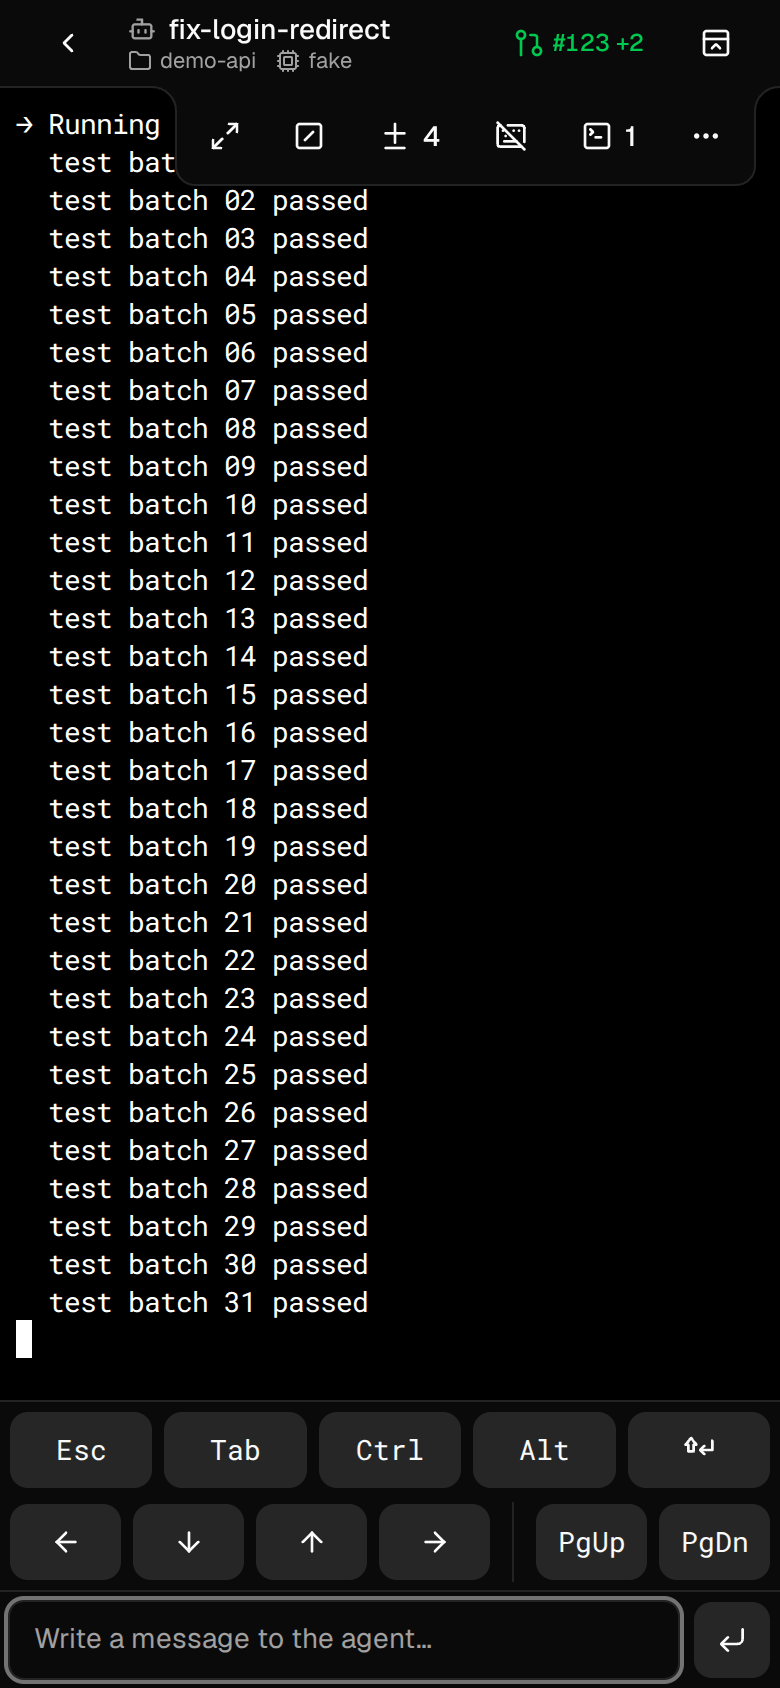 fix-login-redirect
demo-api fake
#123 +2
4
1
→ Running
test bat
test batch 02 passed
test batch 03 passed
test batch 04 passed
test batch 05 passed
test batch 06 passed
test batch 07 passed
test batch 08 passed
test batch 09 passed
test batch 10 passed
test batch 11 passed
test batch 12 passed
test batch 13 passed
test batch 14 passed
test batch 15 passed
test batch 16 passed
test batch 17 passed
test batch 18 passed
test batch 19 passed
test batch 20 passed
test batch 21 passed
test batch 22 passed
test batch 23 passed
test batch 24 passed
test batch 25 passed
test batch 26 passed
test batch 27 passed
test batch 28 passed
test batch 29 passed
test batch 30 passed
test batch 31 passed
Esc Tab Ctrl Alt ⇧↵
← ↓ ↑ → PgUp PgDn
Write a message to the agent…